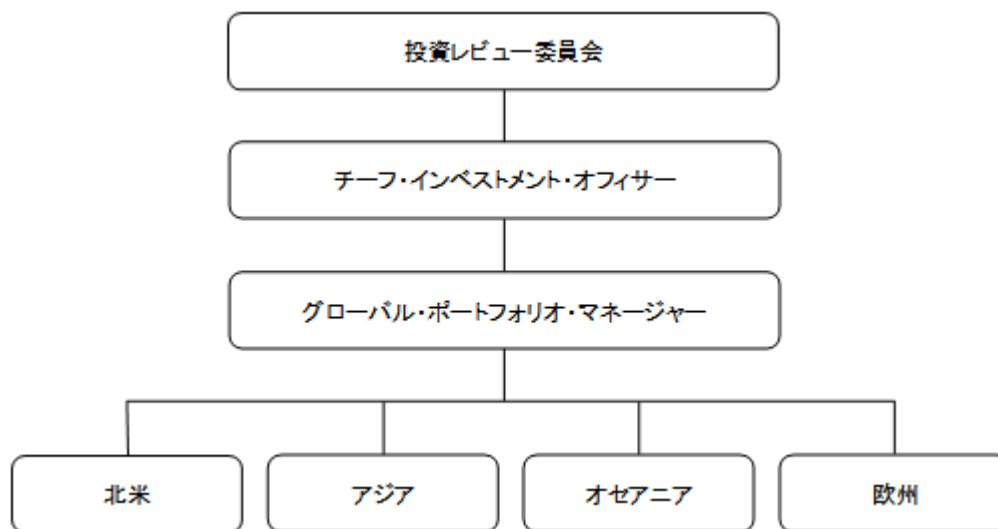 投資レビュー委員会
チーフ・インベストメント・オフィサー
グローバル・ポートフォリオ・マネージャー
北米
アジア
オセアニア
欧州